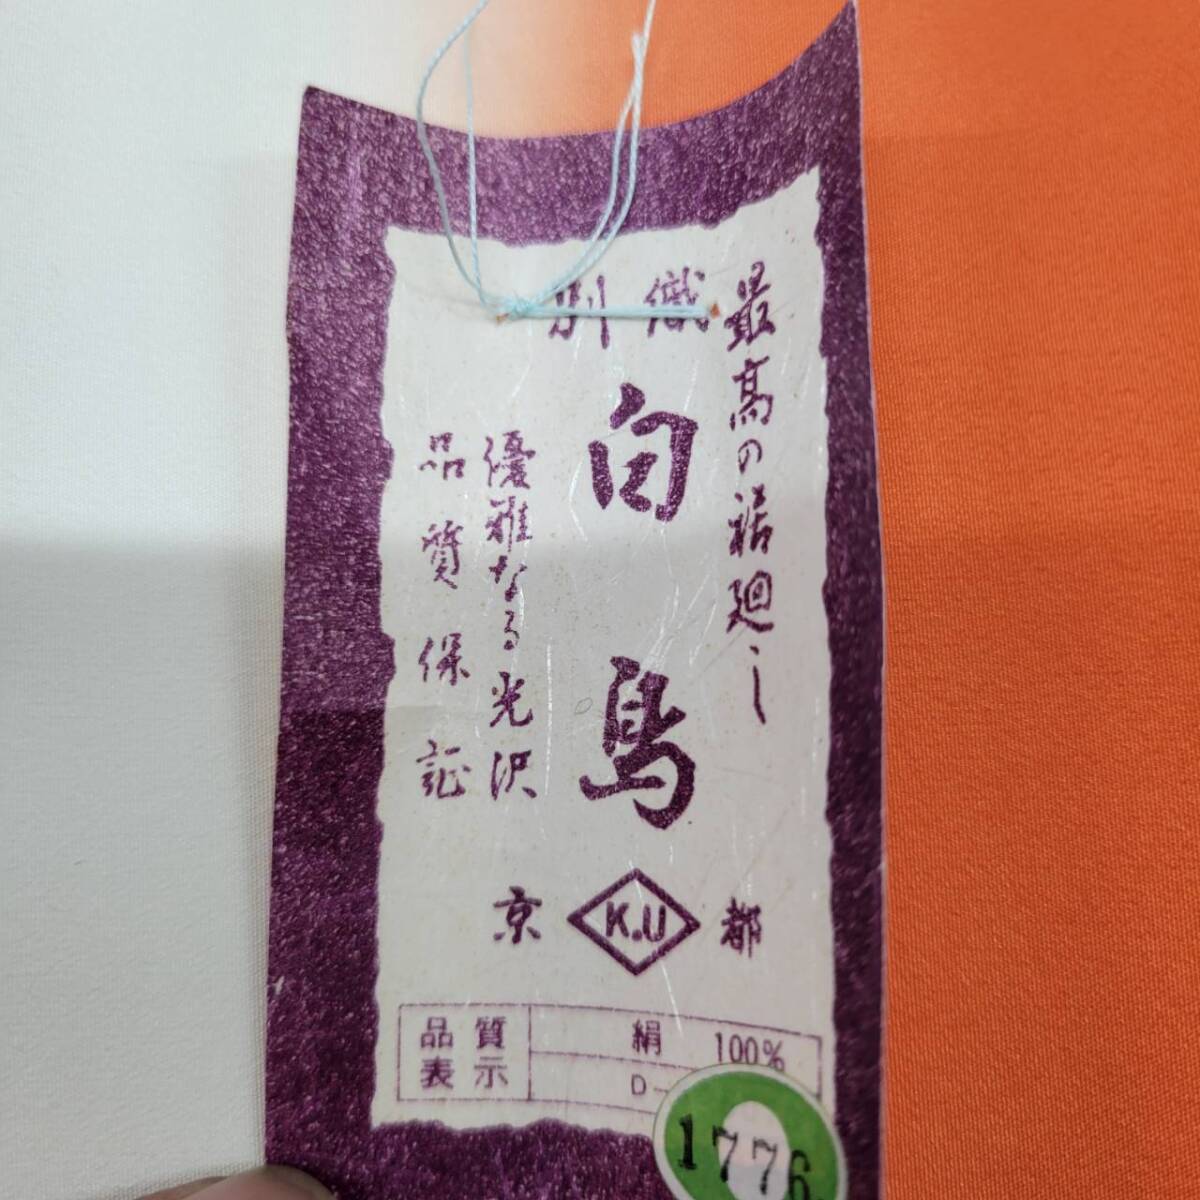 最高の裾廻し
別織
白鳥
優雅なる光沢
品質保証
京 K.U 都
品質表示
絹 100%
D-
1776